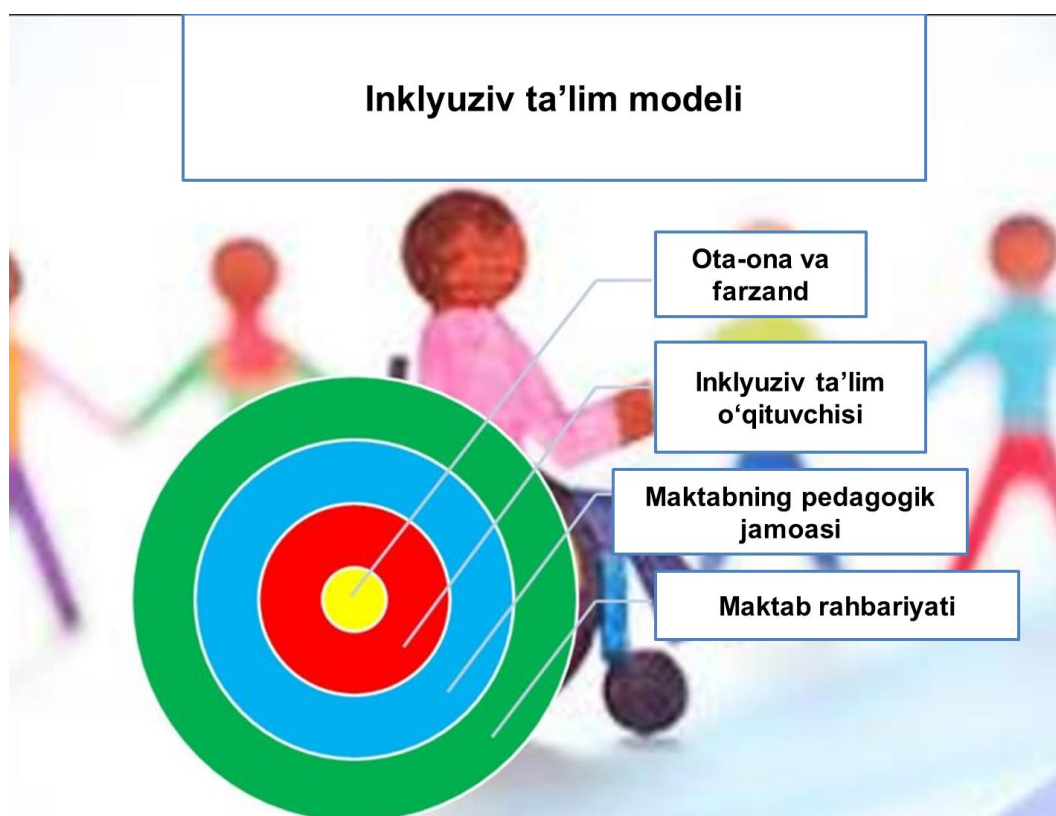 Inklyuziv ta’lim modeli
Ota-ona va
farzand
Inklyuziv ta’lim
o‘qituvchisi
Maktabning pedagogik
jamoasi
Maktab rahbariyati